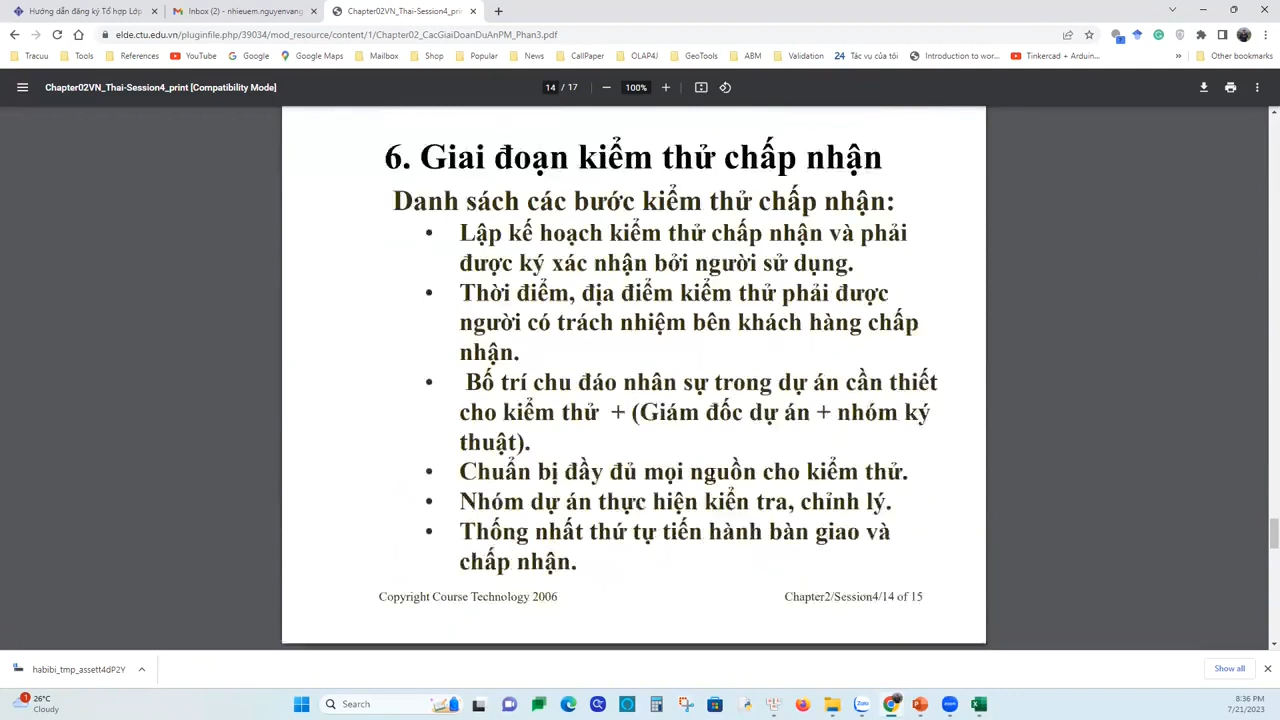 Hướng dẫn đăng ký Tổ hợp Lớp
Inbox (2) - nhieuem.nguyenvang
Chapter02VN_Thai-Session4_pri
elde.ctu.edu.vn/pluginfile.php/39034/mod_resource/content/1/Chapter02_CacGiaiDoanDuAnPM_Phan3.pdf
Tracuu
Tools
References
YouTube
Google
Google Maps
Mailbox
Shop
Popular
News
CallPaper
OLAP4J
GeoTools
ABM
Validation
24 Tác vụ của tôi
Introduction to wor...
Tinkercad + Arduin...
»
Other bookmarks
Chapter02VN_Thai-Session4_print [Compatibility Mode]
14 / 17
100%
6. Giai đoạn kiểm thử chấp nhận
Danh sách các bước kiểm thử chấp nhận:
• Lập kế hoạch kiểm thử chấp nhận và phải
được ký xác nhận bởi người sử dụng.
• Thời điểm, địa điểm kiểm thử phải được
người có trách nhiệm bên khách hàng chấp
nhận.
• Bố trí chu đáo nhân sự trong dự án cần thiết
cho kiểm thử + (Giám đốc dự án + nhóm ký
thuật).
• Chuẩn bị đầy đủ mọi nguồn cho kiểm thử.
• Nhóm dự án thực hiện kiển tra, chỉnh lý.
• Thống nhất thứ tự tiến hành bàn giao và
chấp nhận.
Copyright Course Technology 2006
Chapter2/Session4/14 of 15
habibi_tmp_assett4dP2Y
Show all
26°C
Cloudy
Search
8:36 PM
7/21/2023